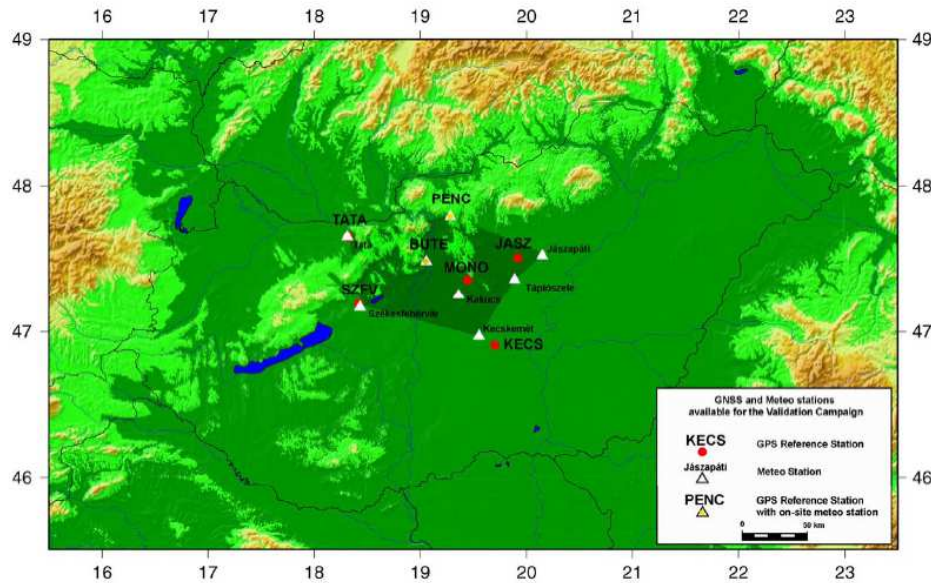 16 17 18 19 20 21 22 23
49 49
48 48
PENC
TATA
Tata
BUTE
JASZ
Jászapáti
MONO
Tápiószele
SZFV
Kakucs
Székesfehérvár
47 47
Kecskemét
KECS
GNSS and Meteo stations
available for the Validation Campaign
KECS GPS Reference Station
Jászapáti Meteo Station
46 46
PENC GPS Reference Station
with on-site meteo station
0 50 km
16 17 18 19 20 21 22 23